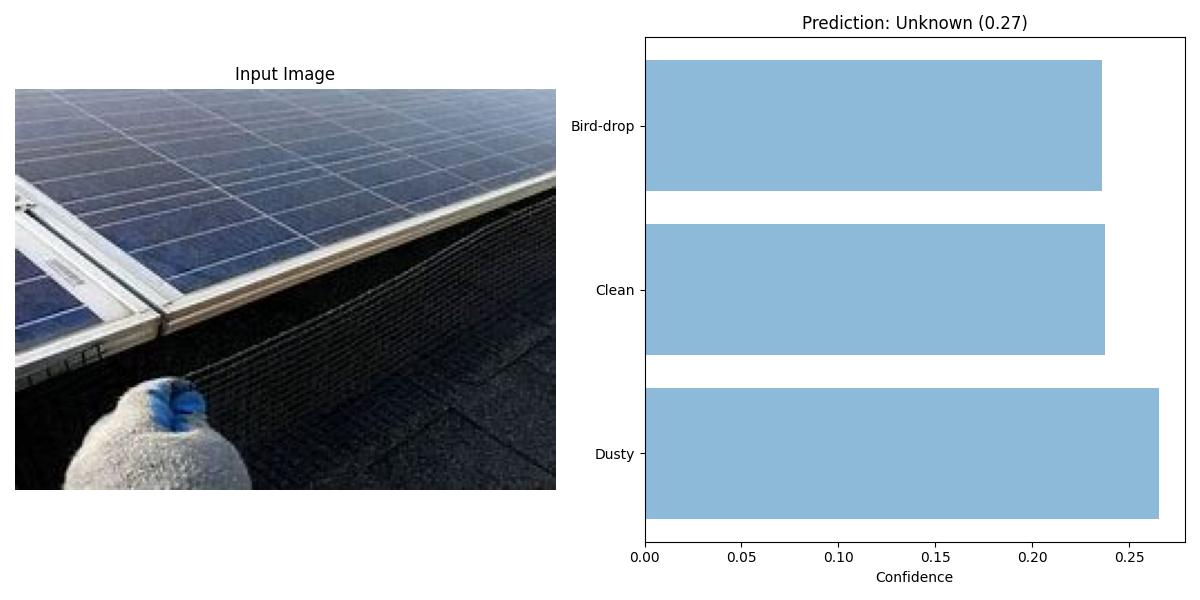 Input Image
Prediction: Unknown (0.27)
Bird-drop
Clean
Dusty
0.00 0.05 0.10 0.15 0.20 0.25
Confidence